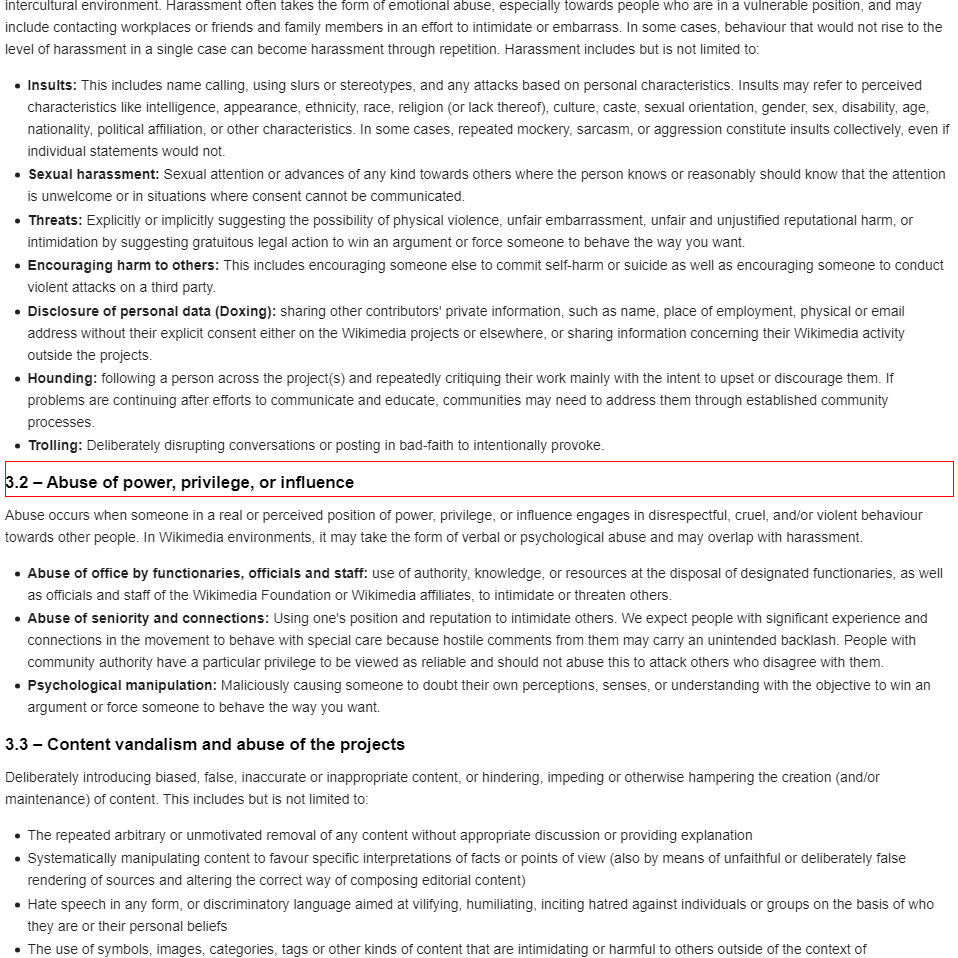 intercultural environment. Harassment often takes the form of emotional abuse, especially towards people who are in a vulnerable position, and may
include contacting workplaces or friends and family members in an effort to intimidate or embarrass. In some cases, behaviour that would not rise to the
level of harassment in a single case can become harassment through repetition. Harassment includes but is not limited to:
• Insults: This includes name calling, using slurs or stereotypes, and any attacks based on personal characteristics. Insults may refer to perceived
characteristics like intelligence, appearance, ethnicity, race, religion (or lack thereof), culture, caste, sexual orientation, gender, sex, disability, age,
nationality, political affiliation, or other characteristics. In some cases, repeated mockery, sarcasm, or aggression constitute insults collectively, even if
individual statements would not.
• Sexual harassment: Sexual attention or advances of any kind towards others where the person knows or reasonably should know that the attention
is unwelcome or in situations where consent cannot be communicated.
• Threats: Explicitly or implicitly suggesting the possibility of physical violence, unfair embarrassment, unfair and unjustified reputational harm, or
intimidation by suggesting gratuitous legal action to win an argument or force someone to behave the way you want.
• Encouraging harm to others: This includes encouraging someone else to commit self-harm or suicide as well as encouraging someone to conduct
violent attacks on a third party.
• Disclosure of personal data (Doxing): sharing other contributors' private information, such as name, place of employment, physical or email
address without their explicit consent either on the Wikimedia projects or elsewhere, or sharing information concerning their Wikimedia activity
outside the projects.
• Hounding: following a person across the project(s) and repeatedly critiquing their work mainly with the intent to upset or discourage them. If
problems are continuing after efforts to communicate and educate, communities may need to address them through established community
processes.
• Trolling: Deliberately disrupting conversations or posting in bad-faith to intentionally provoke.
3.2 – Abuse of power, privilege, or influence
Abuse occurs when someone in a real or perceived position of power, privilege, or influence engages in disrespectful, cruel, and/or violent behaviour
towards other people. In Wikimedia environments, it may take the form of verbal or psychological abuse and may overlap with harassment.
• Abuse of office by functionaries, officials and staff: use of authority, knowledge, or resources at the disposal of designated functionaries, as well
as officials and staff of the Wikimedia Foundation or Wikimedia affiliates, to intimidate or threaten others.
• Abuse of seniority and connections: Using one's position and reputation to intimidate others. We expect people with significant experience and
connections in the movement to behave with special care because hostile comments from them may carry an unintended backlash. People with
community authority have a particular privilege to be viewed as reliable and should not abuse this to attack others who disagree with them.
• Psychological manipulation: Maliciously causing someone to doubt their own perceptions, senses, or understanding with the objective to win an
argument or force someone to behave the way you want.
3.3 – Content vandalism and abuse of the projects
Deliberately introducing biased, false, inaccurate or inappropriate content, or hindering, impeding or otherwise hampering the creation (and/or
maintenance) of content. This includes but is not limited to:
• The repeated arbitrary or unmotivated removal of any content without appropriate discussion or providing explanation
• Systematically manipulating content to favour specific interpretations of facts or points of view (also by means of unfaithful or deliberately false
rendering of sources and altering the correct way of composing editorial content)
• Hate speech in any form, or discriminatory language aimed at vilifying, humiliating, inciting hatred against individuals or groups on the basis of who
they are or their personal beliefs
• The use of symbols, images, categories, tags or other kinds of content that are intimidating or harmful to others outside of the context of